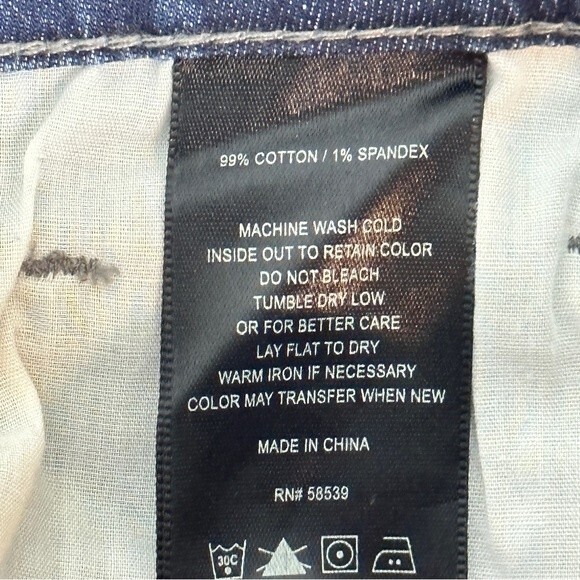 99% COTTON / 1% SPANDEX
MACHINE WASH COLD
INSIDE OUT TO RETAIN COLOR
DO NOT BLEACH
TUMBLE DRY LOW
OR FOR BETTER CARE
LAY FLAT TO DRY
WARM IRON IF NECESSARY
COLOR MAY TRANSFER WHEN NEW
MADE IN CHINA
RN# 58539
30C